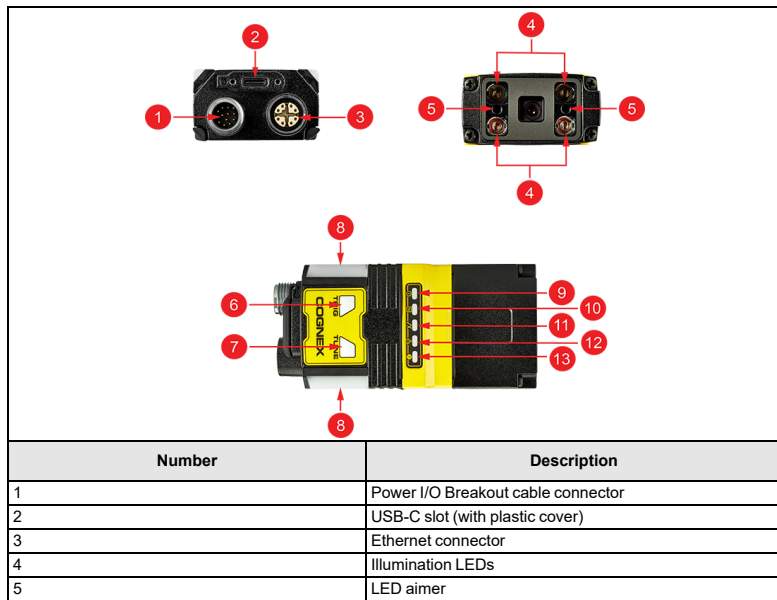 2
4
1
3
5
5
4
8
6
TRIG
COGNEX
7
TUNE
9
10
11
12
13
8
Number Description
1 Power I/O Breakout cable connector
2 USB-C slot (with plastic cover)
3 Ethernet connector
4 Illumination LEDs
5 LED aimer